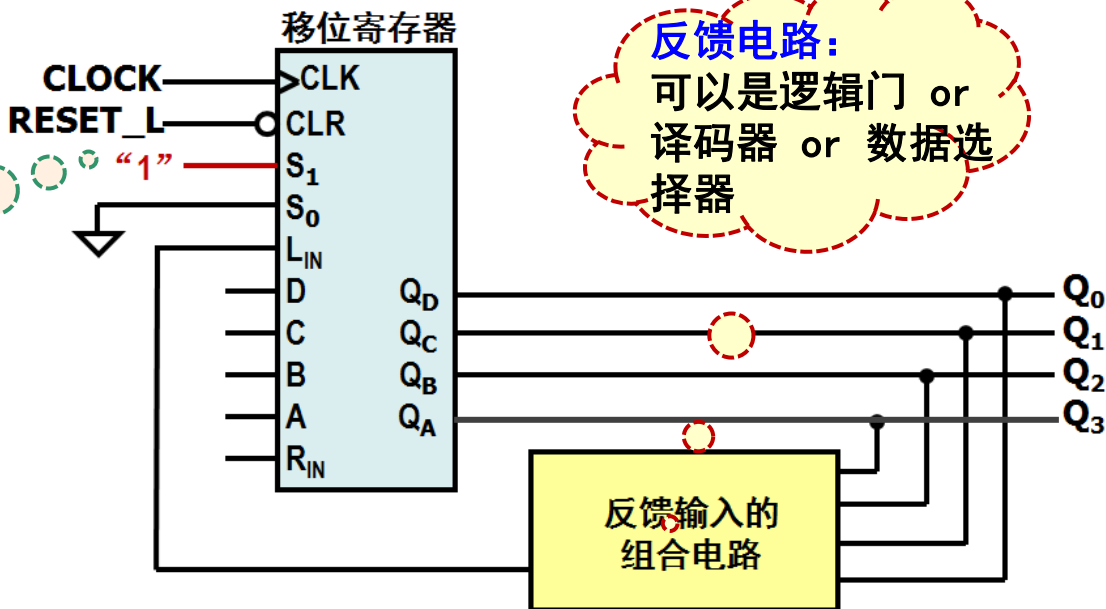 移位寄存器
反馈电路：
可以是逻辑门 or
译码器 or 数据选
择器
CLOCK
CLK
RESET_L
CLR
“1”
S1
S0
LIN
D
QD
Q0
C
QC
Q1
B
QB
Q2
A
QA
Q3
RIN
反馈输入的
组合电路